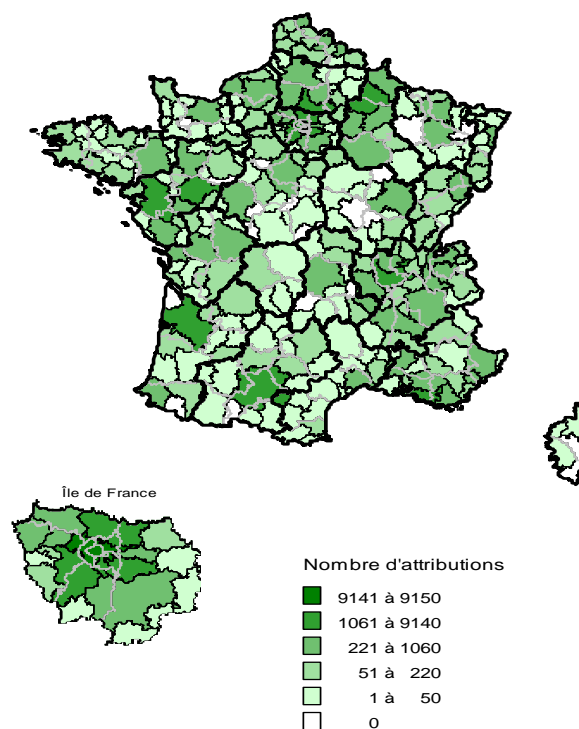 Île de France
Nombre d'attributions
9141 à 9150
1061 à 9140
221 à 1060
51 à 220
1 à 50
0